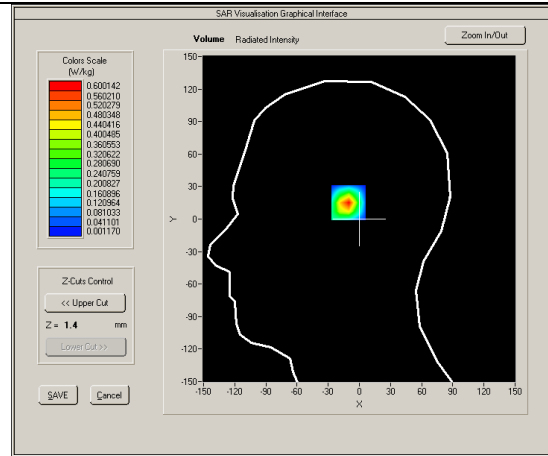 SAR Visualisation Graphical Interface
Volume Radiated Intensity
Zoom In/Out
Colors Scale
(W/kg)
0.600142
0.560210
0.520279
0.480348
0.440416
0.400485
0.360553
0.320622
0.280690
0.240759
0.200827
0.160896
0.120964
0.081033
0.041101
0.001170
Z-Cuts Control
<< Upper Cut
Z = 1.4 mm
Lower Cut >>
SAVE Cancel
150
120
90
60
30
0
-30
-60
-90
-120
-150
Y
-150 -120 -90 -60 -30 0 30 60 90 120 150
X